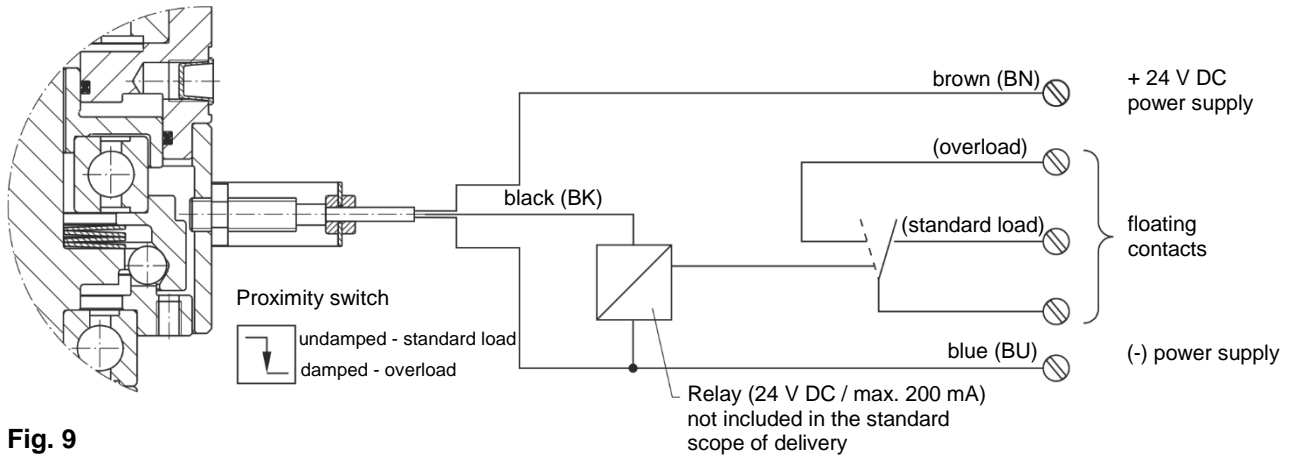 brown (BN)
+ 24 V DC
power supply
(overload)
black (BK)
(standard load)
floating
contacts
Proximity switch
undamped - standard load
damped - overload
blue (BU)
(-) power supply
Relay (24 V DC / max. 200 mA)
not included in the standard
scope of delivery
Fig. 9